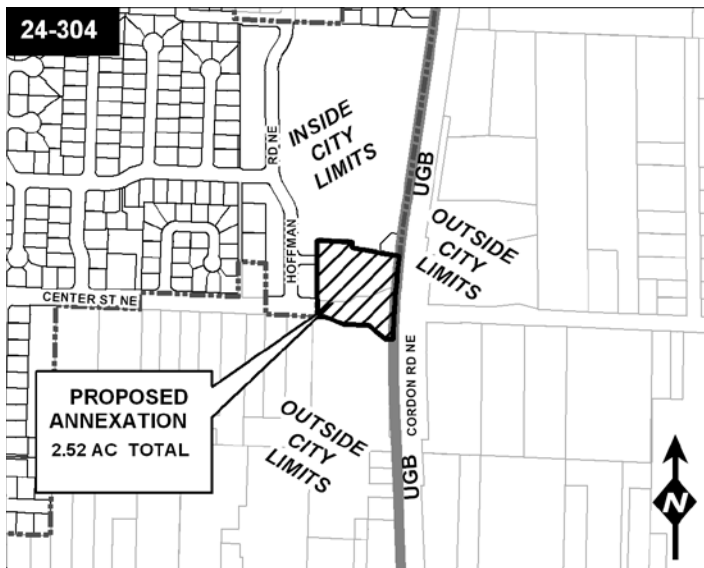 24-304
INSIDE
CITY
LIMITS
RD NE
HOFFMAN
UGB
OUTSIDE
CITY
LIMITS
CENTER ST NE
PROPOSED
ANNEXATION
2.52 AC TOTAL
OUTSIDE
CITY
LIMITS
CORDON RD NE
UGB
N